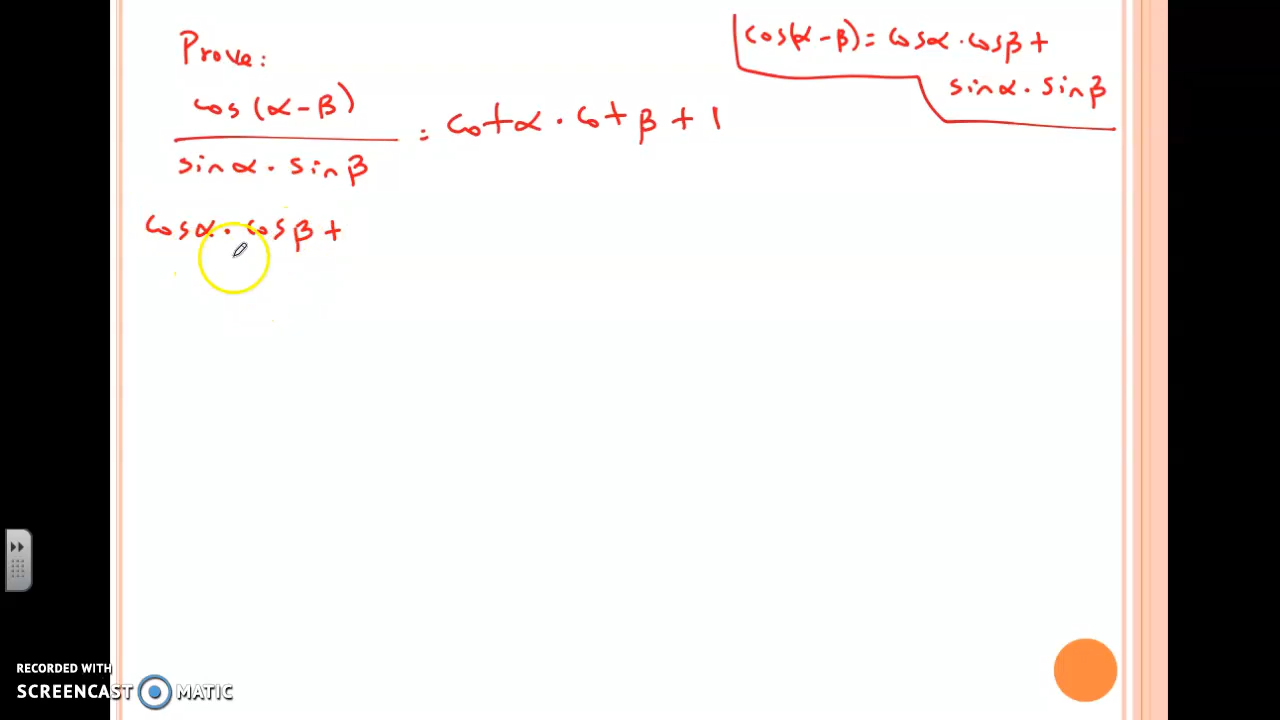 Prove:
cos(α-β)=cosα·cosβ+
sinα·sinβ
cos(α-β)
sinα·sinβ
= cotα·cotβ+1
cosα·cosβ+
RECORDED WITH
SCREENCAST MATIC